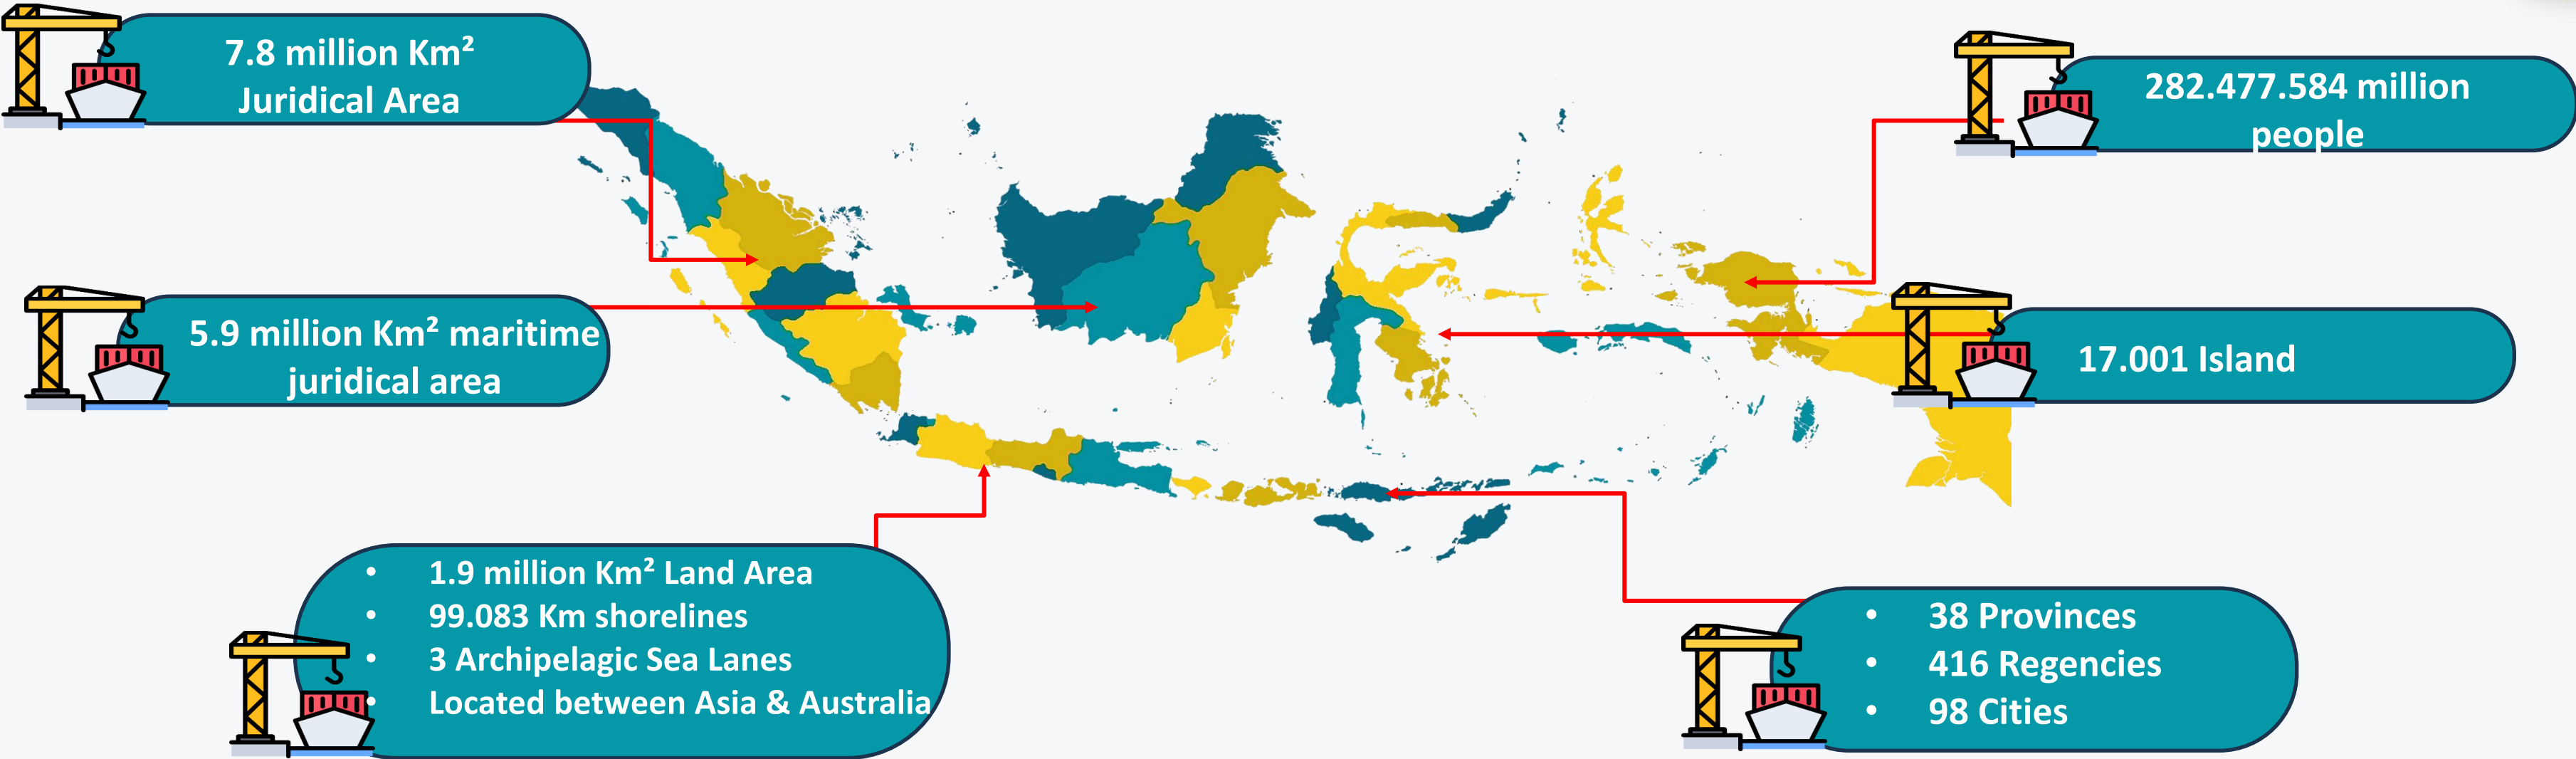 7.8 million Km²
Juridical Area
282.477.584 million
people
5.9 million Km² maritime
juridical area
17.001 Island
• 1.9 million Km² Land Area
• 99.083 Km shorelines
• 3 Archipelagic Sea Lanes
• Located between Asia & Australia
• 38 Provinces
• 416 Regencies
• 98 Cities